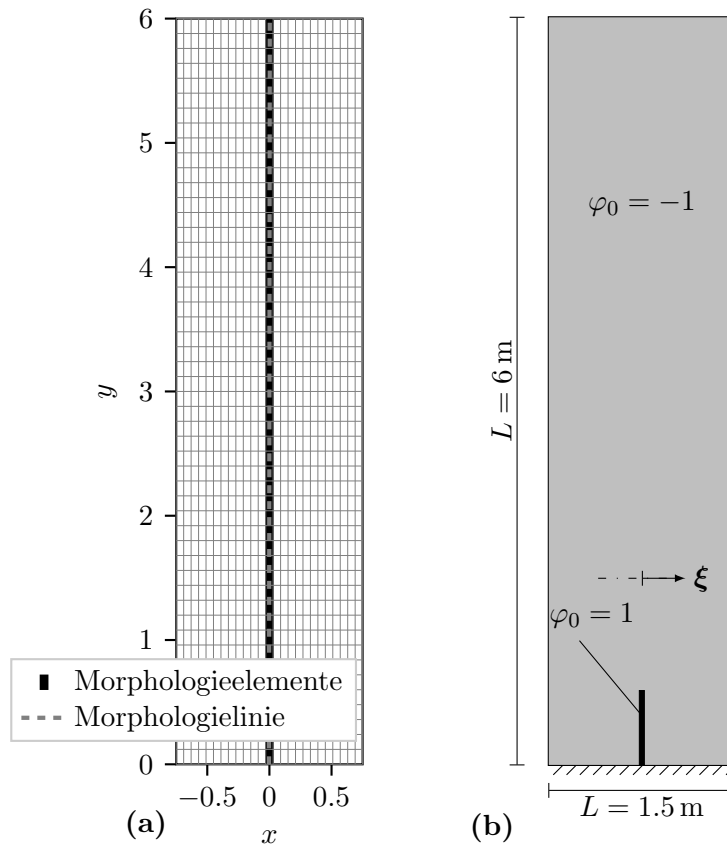 6
5
4
3
2
1
0
y
Morphologieelemente
Morphologielinie
−0.5
0
0.5
x
(a)
L = 6 m
φ₀ = −1
ξ
φ₀ = 1
L = 1.5 m
(b)